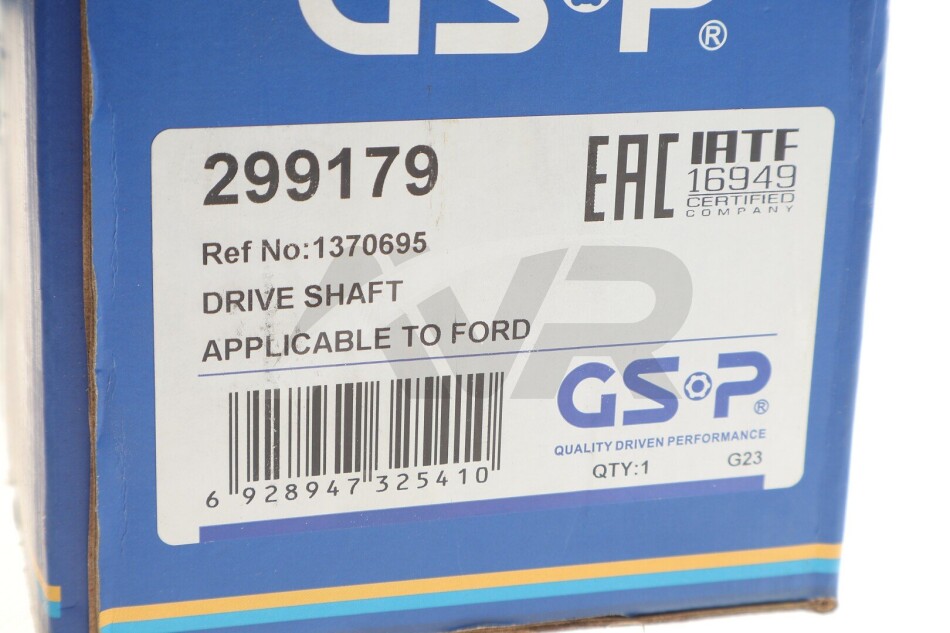 GSP®
299179
EAC IATF
16949
CERTIFIED
COMPANY
Ref No:1370695
DRIVE SHAFT
APPLICABLE TO FORD
VR
GSP®
QUALITY DRIVEN PERFORMANCE
QTY:1 G23
6 928947 325410